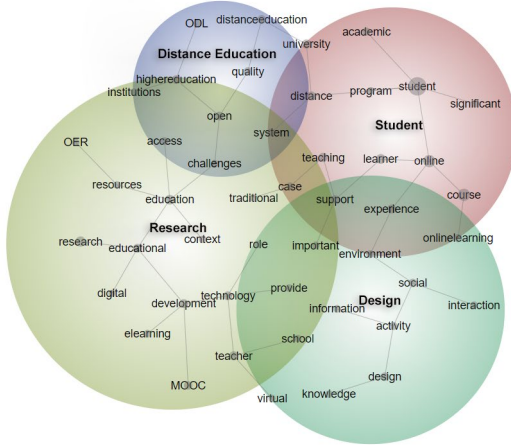 ODL
distanceeducation
academic
university
Distance Education
highereducation
quality
institutions
distance
program
student
significant
open
Student
system
OER
access
challenges
teaching
learner
online
resources
case
education
traditional
support
course
experience
Research
research
educational
context
role
important
environment
onlinelearning
social
digital
development
technology
provide
information
Design
interaction
activity
elearning
school
teacher
MOOC
virtual
knowledge
design